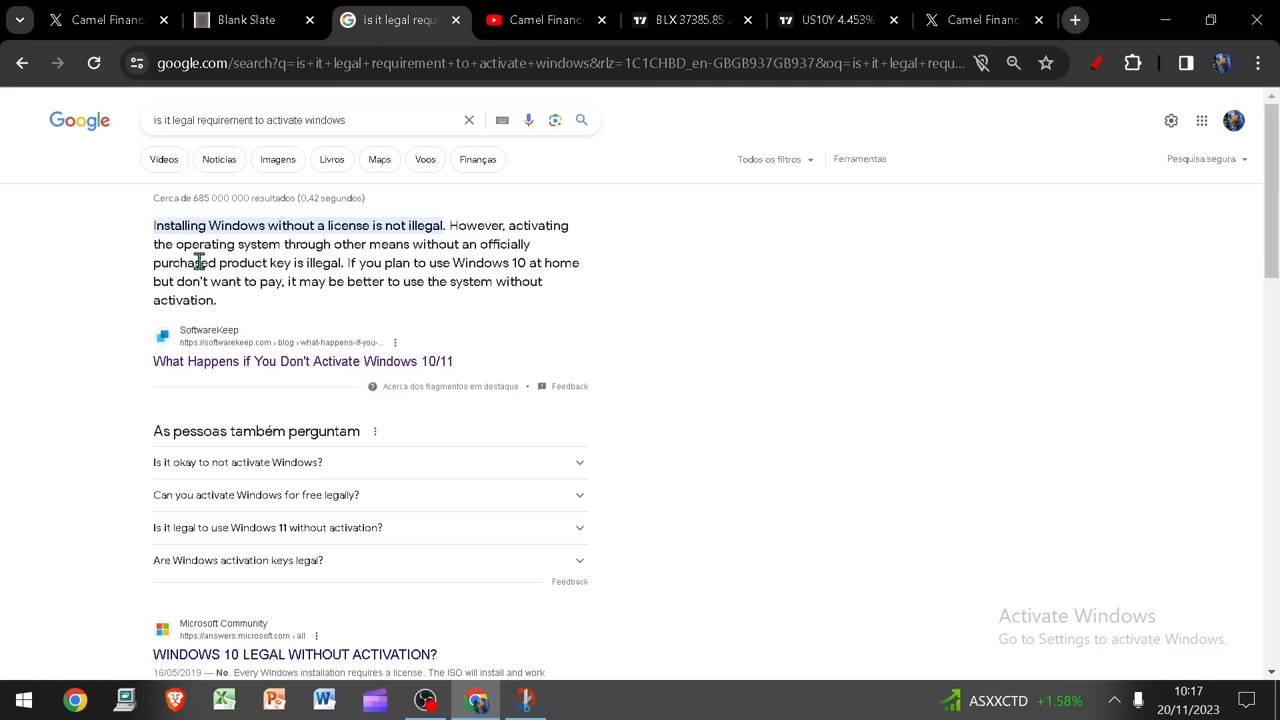 Camel Financ
Blank Slate
is it legal requ
Camel Financ
BLX 37385.85
US10Y 4.453%
Camel Financ
google.com/search?q=is+it+legal+requirement+to+activate+windows&rlz=1C1CHBD_en-GBGB937GB937&oq=is+it+legal+requ...
Google
is it legal requirement to activate windows
Vídeos
Notícias
Imagens
Livros
Maps
Voos
Finanças
Todos os filtros
Ferramentas
Pesquisa segura
Cerca de 685 000 000 resultados (0,42 segundos)
Installing Windows without a license is not illegal. However, activating
the operating system through other means without an officially
purchased product key is illegal. If you plan to use Windows 10 at home
but don't want to pay, it may be better to use the system without
activation.
SoftwareKeep
https://softwarekeep.com › blog › what-happens-if-you-...
What Happens if You Don't Activate Windows 10/11
Acerca dos fragmentos em destaque • Feedback
As pessoas também perguntam
Is it okay to not activate Windows?
Can you activate Windows for free legally?
Is it legal to use Windows 11 without activation?
Are Windows activation keys legal?
Feedback
Microsoft Community
https://answers.microsoft.com › all
WINDOWS 10 LEGAL WITHOUT ACTIVATION?
16/05/2019 — No. Every Windows installation requires a license. The ISO will install and work
Activate Windows
Go to Settings to activate Windows.
ASXXCTD +1.58%
10:17
20/11/2023